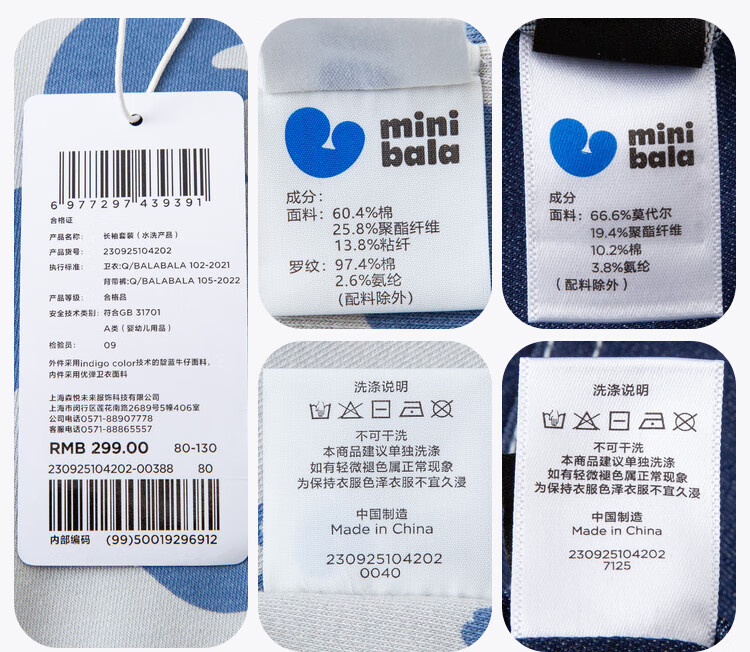 6 977297 439391
合格证
产品名称: 长袖套装（水洗产品）
产品货号: 230925104202
执行标准: 卫衣:Q/BALABALA 102-2021
背带裤:Q/BALABALA 105-2022
产品等级: 合格品
安全技术类别: 符合GB 31701
A类（婴幼儿用品）
检验员: 09
外件采用indigo color技术的靛蓝牛仔面料,
内件采用优弹卫衣面料
上海森悦未来服饰科技有限公司
上海市闵行区莲花南路2689号5幢406室
公司电话0571-88907778
客服电话0571-88865557
RMB 299.00 80-130
230925104202-00388 80
内部编码 (99)50019296912
mini
bala
成分:
面料: 60.4%棉
25.8%聚酯纤维
13.8%粘纤
罗纹: 97.4%棉
2.6%氨纶
(配料除外)
mini
bala
成分
面料: 66.6%莫代尔
19.4%聚酯纤维
10.2%棉
3.8%氨纶
(配料除外)
洗涤说明
不可干洗
本商品建议单独洗涤
如有轻微褪色属正常现象
为保持衣服色泽衣服不宜久浸
中国制造
Made in China
230925104202
0040
洗涤说明
不可干洗
本商品建议单独洗涤
如有轻微褪色属正常现象
为保持衣服色泽衣服不宜久浸
中国制造
Made in China
230925104202
7125